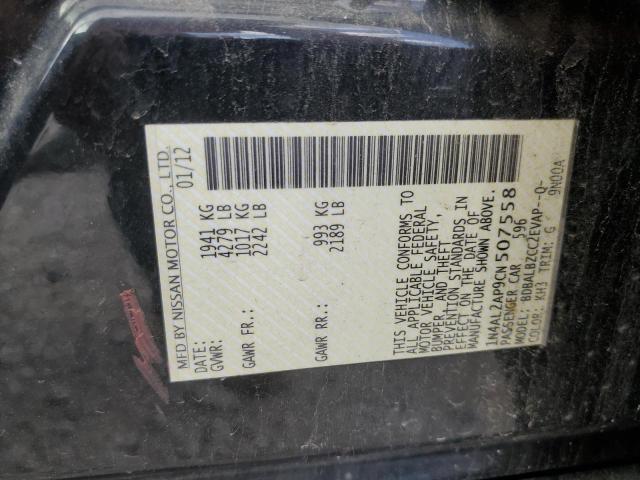 MFD BY NISSAN MOTOR CO., LTD.
DATE: 01/12
GVWR: 1941 KG
4279 LB
GAWR FR.: 1017 KG
2242 LB
GAWR RR.: 993 KG
2189 LB
THIS VEHICLE CONFORMS TO
ALL APPLICABLE FEDERAL
MOTOR VEHICLE SAFETY,
BUMPER, AND THEFT
PREVENTION STANDARDS IN
EFFECT ON THE DATE OF
MANUFACTURE SHOWN ABOVE.
1N4AL2AP9CN507558
PASSENGER CAR 596
MODEL: BDBALBZCC2EVAP--Q-
COLOR: KH3 TRIM: G 9N00A